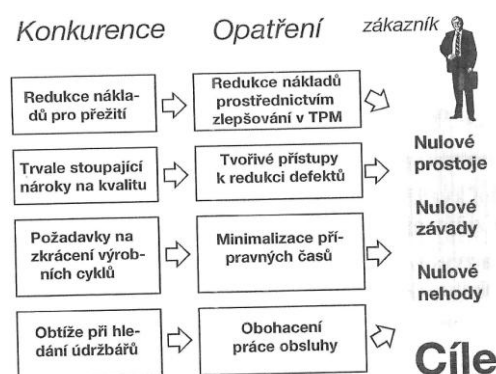 Konkurence
Opatření
zákazník
Redukce nákla-
dů pro přežití
Redukce nákladů
prostřednictvím
zlepšování v TPM
Trvale stoupající
nároky na kvalitu
Tvořivé přístupy
k redukci defektů
Nulové
prostoje
Požadavky na
zkrácení výrob-
ních cyklů
Minimalizace pří-
pravných časů
Nulové
závady
Nulové
nehody
Obtíže při hle-
dání údržbářů
Obohacení
práce obsluhy
Cíle